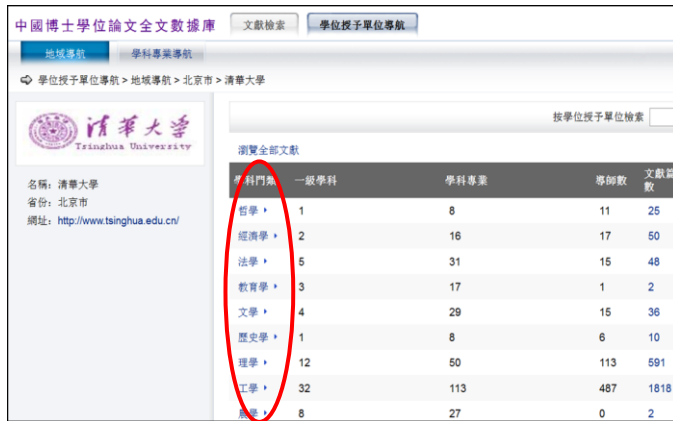 中國博士學位論文全文數據庫 文獻檢索 學位授予單位導航
地域導航 學科專業導航
學位授予單位導航 > 地域導航 > 北京市 > 清華大學
清華大學
Tsinghua University
名稱: 清華大學
省份: 北京市
網址: http://www.tsinghua.edu.cn/
按學位授予單位檢索
瀏覽全部文獻
學科門類 一級學科 學科專業 導師數 文獻篇數
哲學 1 8 11 25
經濟學 2 16 17 50
法學 5 31 15 48
教育學 3 17 1 2
文學 4 29 15 36
歷史學 1 8 6 10
理學 12 50 113 591
工學 32 113 487 1818
農學 8 27 0 2